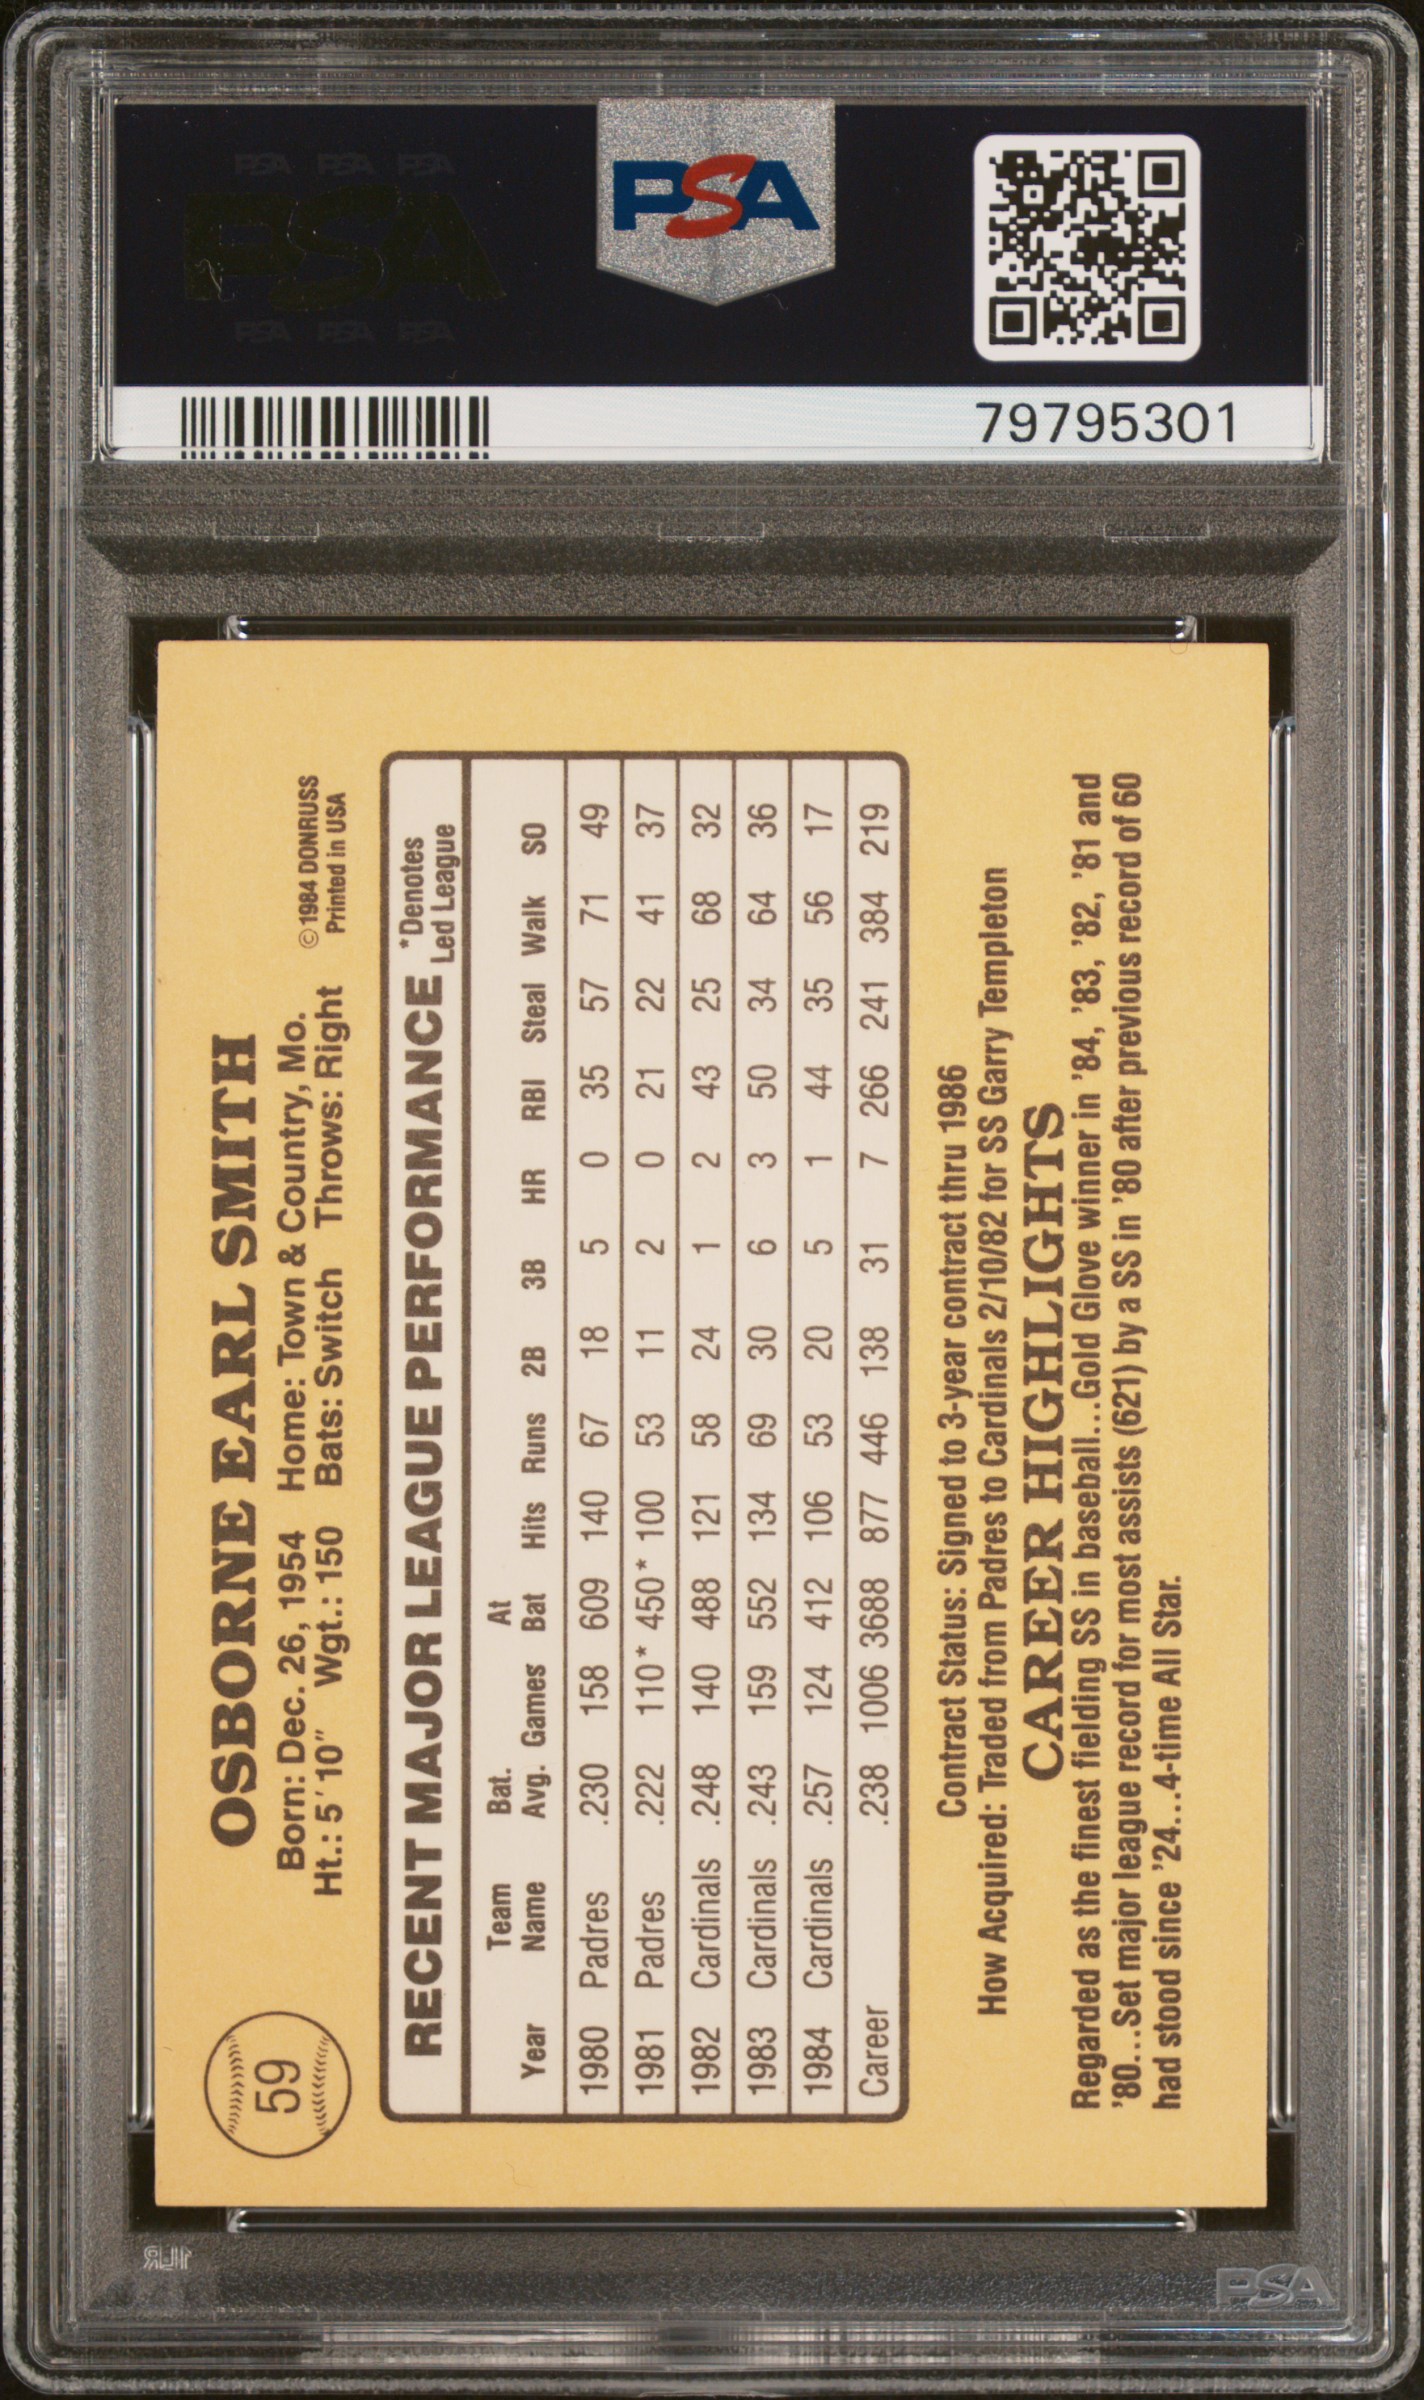 PSA PSA PSA
PSA
PSA PSA PSA
PSA
79795301
59
OSBORNE EARL SMITH
©1984 DONRUSS
Printed in USA
Born: Dec. 26, 1954 Home: Town & Country, Mo.
Ht.: 5'10" Wgt.: 150 Bats: Switch Throws: Right
RECENT MAJOR LEAGUE PERFORMANCE *Denotes Led League
Year Team Name Bat. Avg. Games At Bat Hits Runs 2B 3B HR RBI Steal Walk SO
1980 Padres .230 158 609 140 67 18 5 0 35 57 71 49
1981 Padres .222 110* 450* 100 53 11 2 0 21 22 41 37
1982 Cardinals .248 140 488 121 58 24 1 2 43 25 68 32
1983 Cardinals .243 159 552 134 69 30 6 3 50 34 64 36
1984 Cardinals .257 124 412 106 53 20 5 1 44 35 56 17
Career .238 1006 3688 877 446 138 31 7 266 241 384 219
Contract Status: Signed to 3-year contract thru 1986
How Acquired: Traded from Padres to Cardinals 2/10/82 for SS Garry Templeton
CAREER HIGHLIGHTS
Regarded as the finest fielding SS in baseball...Gold Glove winner in '84, '83, '82, '81 and
'80...Set major league record for most assists (621) by a SS in '80 after previous record of 60
had stood since '24...4-time All Star.
PSA